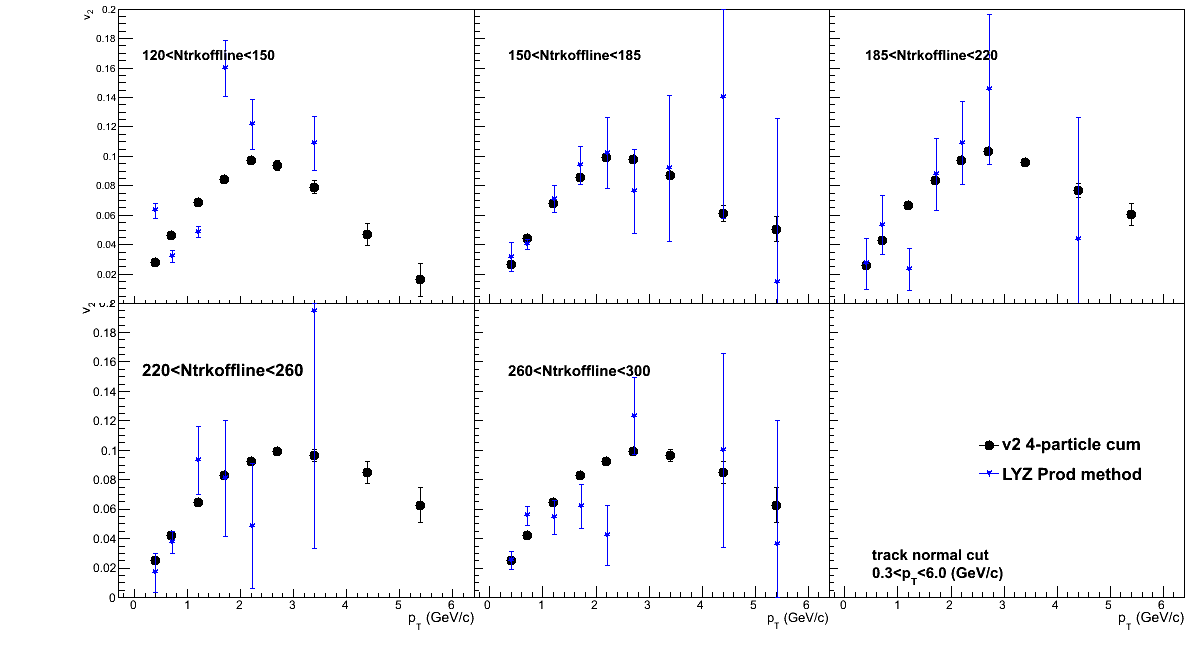 v2
0.2
0.18
0.16
0.14
0.12
0.1
0.08
0.06
0.04
0.02
120<Ntrkoffline<150
150<Ntrkoffline<185
185<Ntrkoffline<220
v2
0.2
0.18
0.16
0.14
0.12
0.1
0.08
0.06
0.04
0.02
0
220<Ntrkoffline<260
260<Ntrkoffline<300
v2 4-particle cum
LYZ Prod method
track normal cut
0.3<pT<6.0 (GeV/c)
0 1 2 3 4 5 6
pT (GeV/c)
0 1 2 3 4 5 6
pT (GeV/c)
0 1 2 3 4 5 6
pT (GeV/c)